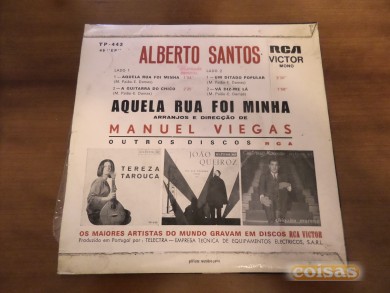 TP-445
ALBERTO SANTOS
RCA
VICTOR
MONO
LADO 1
LADO 2
1 - AQUELA RUA FOI MINHA
1 - UM DITADO POPULAR
2 - A GUITARRA DO CHICO
2 - VÁ DIZ-ME LÁ
AQUELA RUA FOI MINHA
ARRANJOS E DIRECÇÃO DE
MANUEL VIEGAS
OUTROS DISCOS RCA
TEREZA
TAROUCA
JOÃO
QUEIROZ
OS MAIORES ARTISTAS DO MUNDO GRAVAM EM DISCOS RCA VICTOR
Produzido em Portugal por: TELECTRA - EMPRESA TÉCNICA DE EQUIPAMENTOS ELÉCTRICOS, S.A.R.L.
coisas